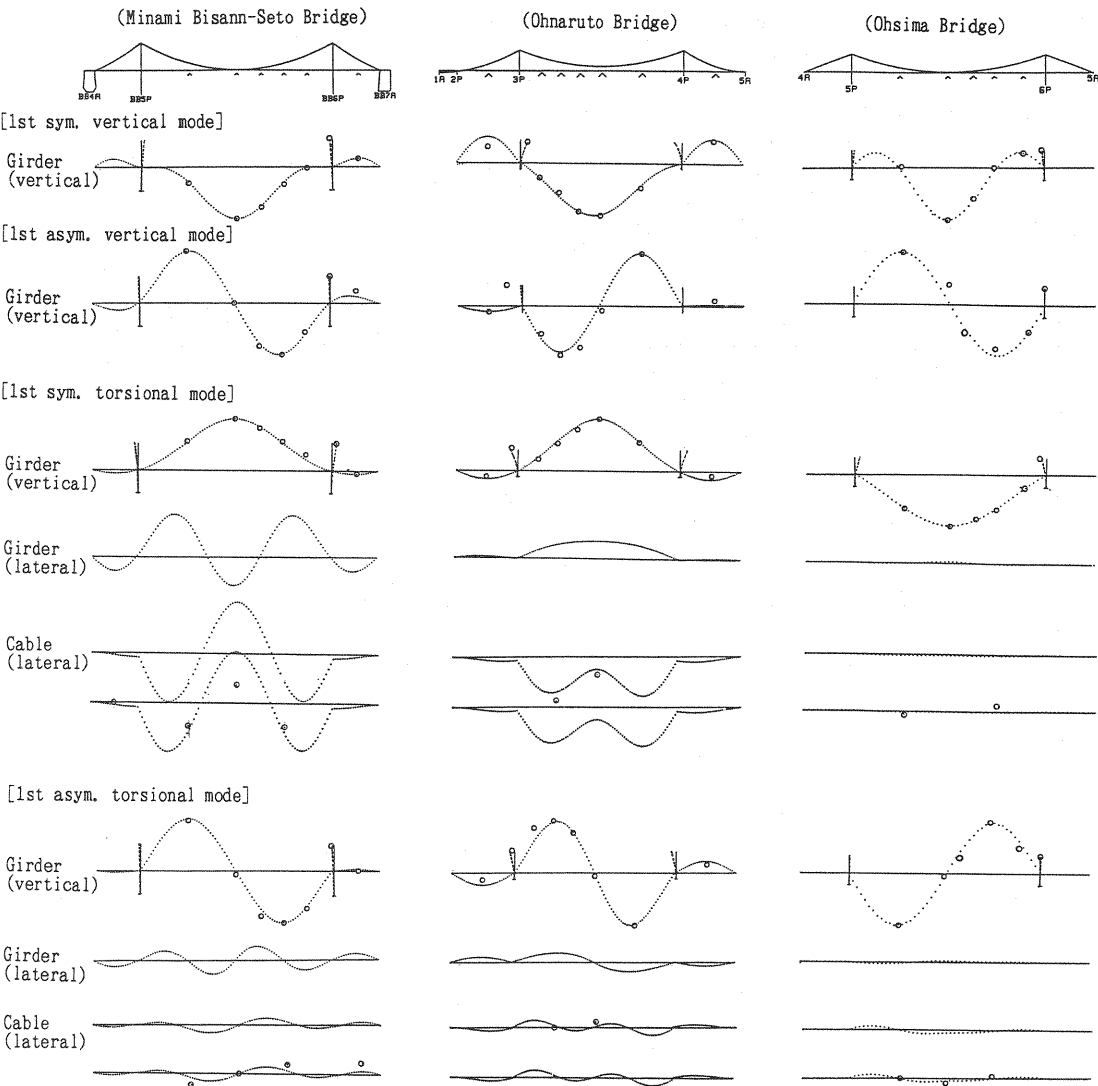 (Minami Bisann-Seto Bridge)
(Ohnaruto Bridge)
(Ohsima Bridge)
BB4A
BB5P
BB6P
BB7A
1A 2P
3P
4P
5A
4A
5P
6P
5A
[1st sym. vertical mode]
Girder
(vertical)
[1st asym. vertical mode]
Girder
(vertical)
[1st sym. torsional mode]
Girder
(vertical)
Girder
(lateral)
Cable
(lateral)
[1st asym. torsional mode]
Girder
(vertical)
Girder
(lateral)
Cable
(lateral)